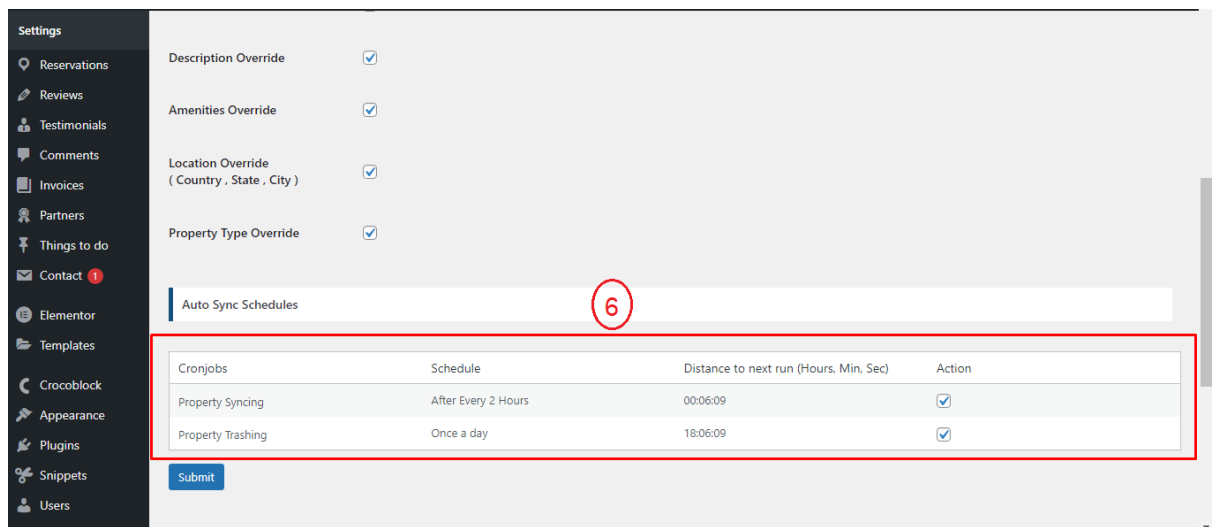 Settings
Reservations
Reviews
Testimonials
Comments
Invoices
Partners
Things to do
Contact 1
Elementor
Templates
Crocoblock
Appearance
Plugins
Snippets
Users
Description Override
Amenities Override
Location Override
( Country , State , City )
Property Type Override
Auto Sync Schedules
6
Cronjobs Schedule Distance to next run (Hours, Min, Sec) Action
Property Syncing After Every 2 Hours 00:06:09
Property Trashing Once a day 18:06:09
Submit